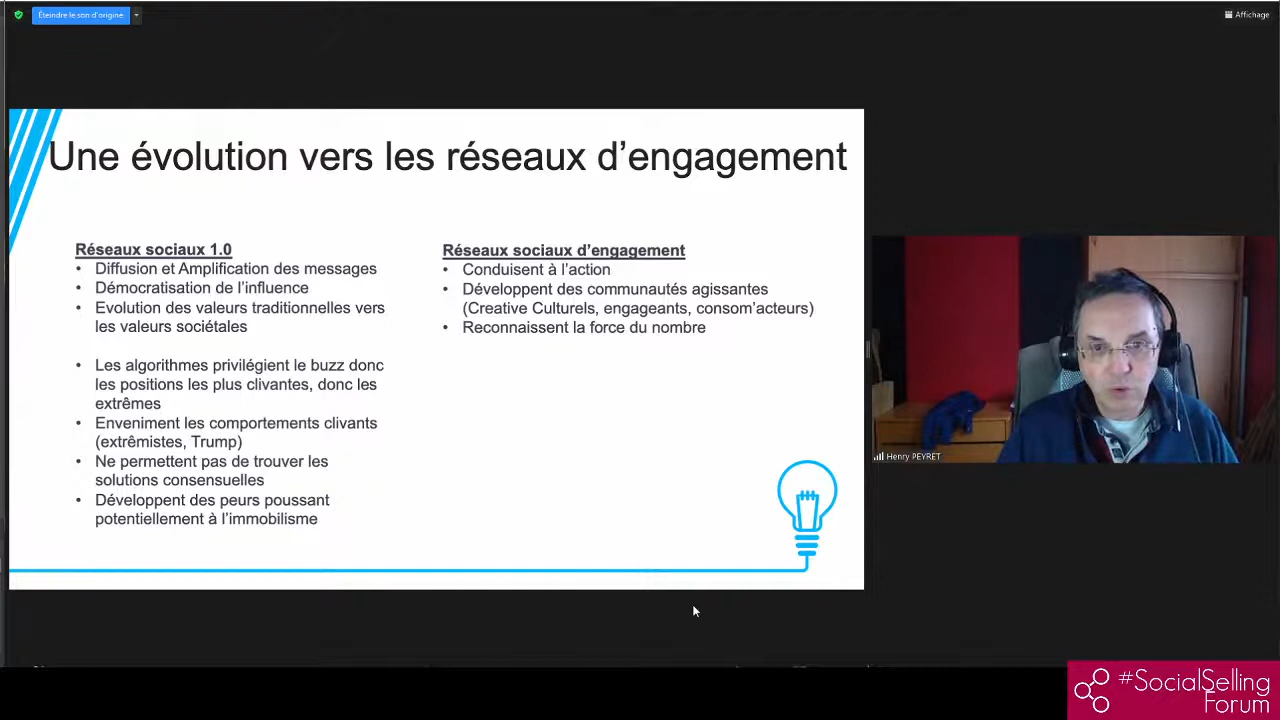 Éteindre le son d'origine
Affichage
Une évolution vers les réseaux d'engagement
Réseaux sociaux 1.0
• Diffusion et Amplification des messages
• Démocratisation de l'influence
• Evolution des valeurs traditionnelles vers
les valeurs sociétales
• Les algorithmes privilégient le buzz donc
les positions les plus clivantes, donc les
extrêmes
• Enveniment les comportements clivants
(extrêmistes, Trump)
• Ne permettent pas de trouver les
solutions consensuelles
• Développent des peurs poussant
potentiellement à l'immobilisme
Réseaux sociaux d'engagement
• Conduisent à l'action
• Développent des communautés agissantes
(Creative Culturels, engageants, consom'acteurs)
• Reconnaissent la force du nombre
Henry PEYRET
#SocialSelling
Forum